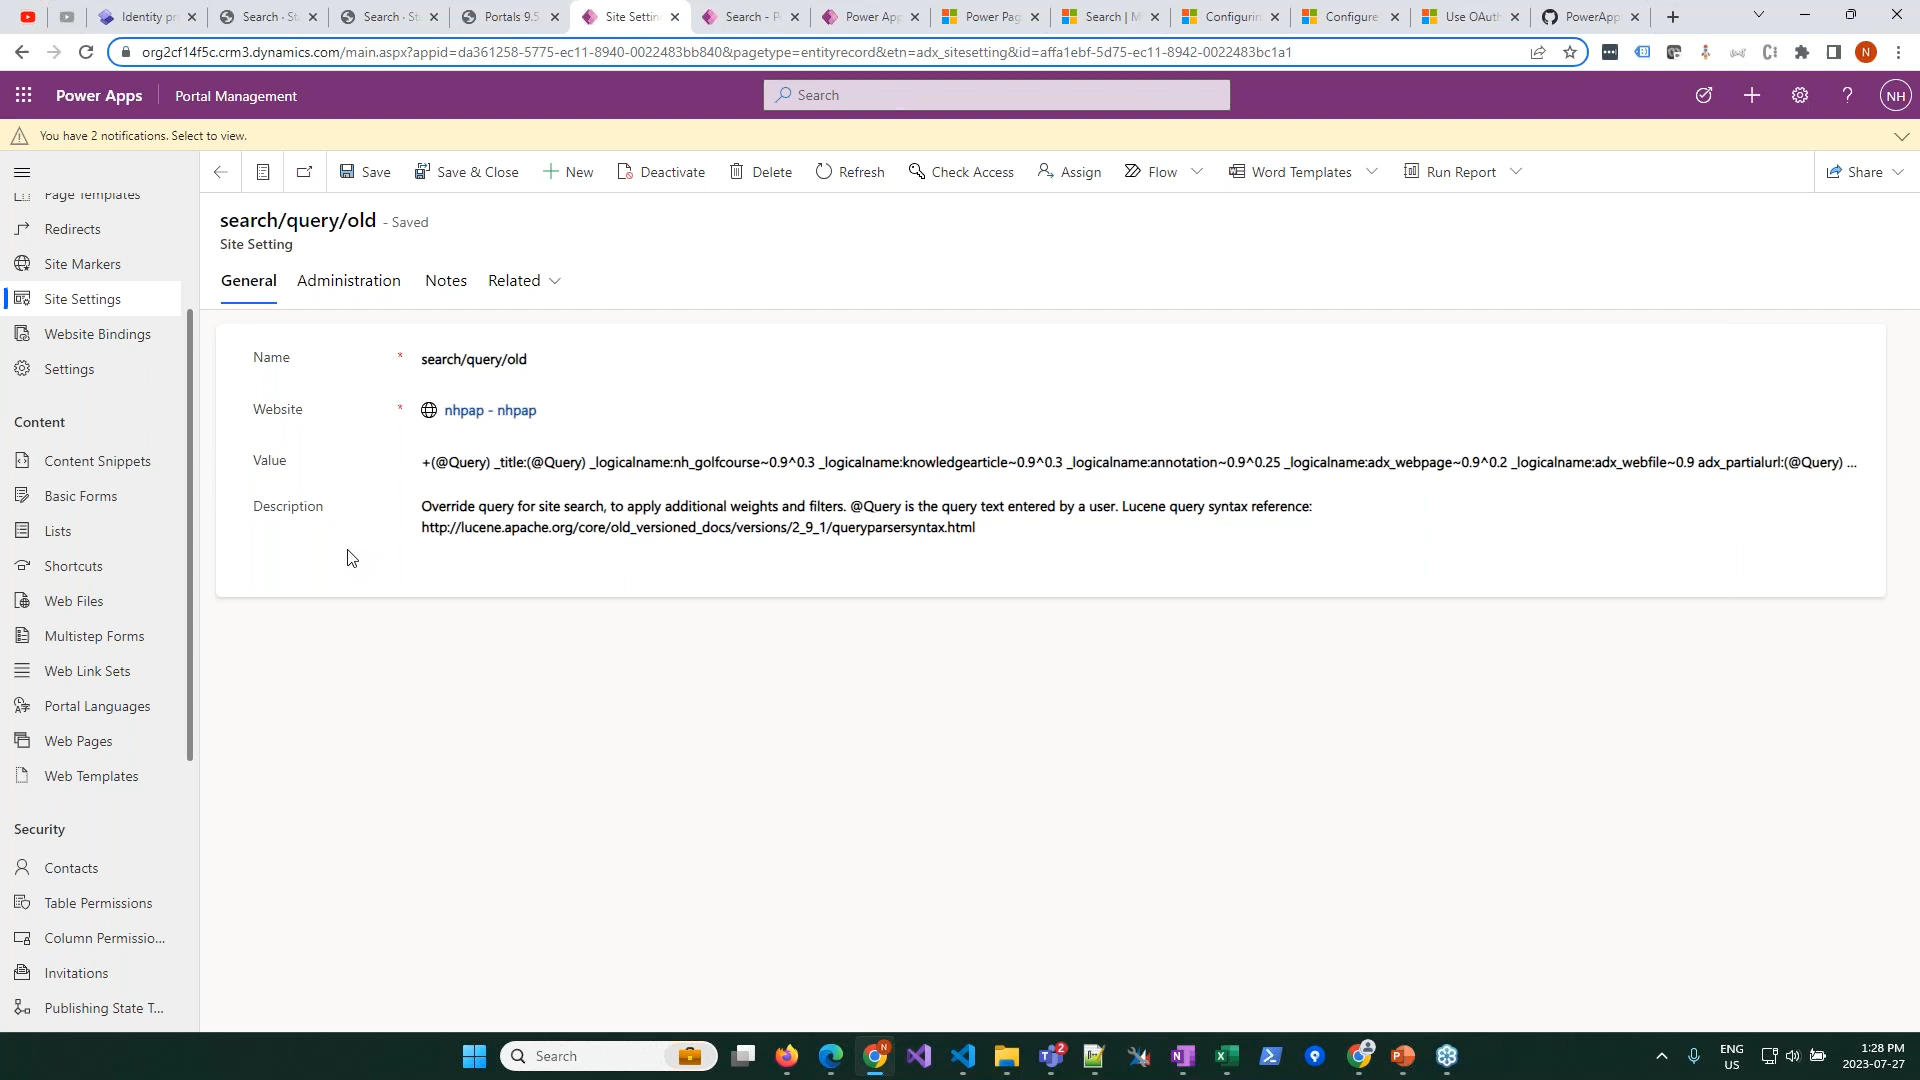 Identity pr
Search · St
Search · St
Portals 9.5.
Site Settin
Search - P
Power App
Power Pag
Search | M
Configurin
Configure
Use OAuth
PowerApp
org2cf14f5c.crm3.dynamics.com/main.aspx?appid=da361258-5775-ec11-8940-0022483bb840&pagetype=entityrecord&etn=adx_sitesetting&id=affa1ebf-5d75-ec11-8942-0022483bc1a1
N
Power Apps
Portal Management
Search
NH
You have 2 notifications. Select to view.
Page Templates
Redirects
Site Markers
Site Settings
Website Bindings
Settings
Content
Content Snippets
Basic Forms
Lists
Shortcuts
Web Files
Multistep Forms
Web Link Sets
Portal Languages
Web Pages
Web Templates
Security
Contacts
Table Permissions
Column Permissio...
Invitations
Publishing State T...
Save
Save & Close
New
Deactivate
Delete
Refresh
Check Access
Assign
Flow
Word Templates
Run Report
Share
search/query/old - Saved
Site Setting
General
Administration
Notes
Related
Name * search/query/old
Website * nhpap - nhpap
Value +(@Query) _title:(@Query) _logicalname:nh_golfcourse~0.9^0.3 _logicalname:knowledgearticle~0.9^0.3 _logicalname:annotation~0.9^0.25 _logicalname:adx_webpage~0.9^0.2 _logicalname:adx_webfile~0.9 adx_partialurl:(@Query) ...
Description Override query for site search, to apply additional weights and filters. @Query is the query text entered by a user. Lucene query syntax reference:
http://lucene.apache.org/core/old_versioned_docs/versions/2_9_1/queryparsersyntax.html
Search
N
2
ENG
US
1:28 PM
2023-07-27